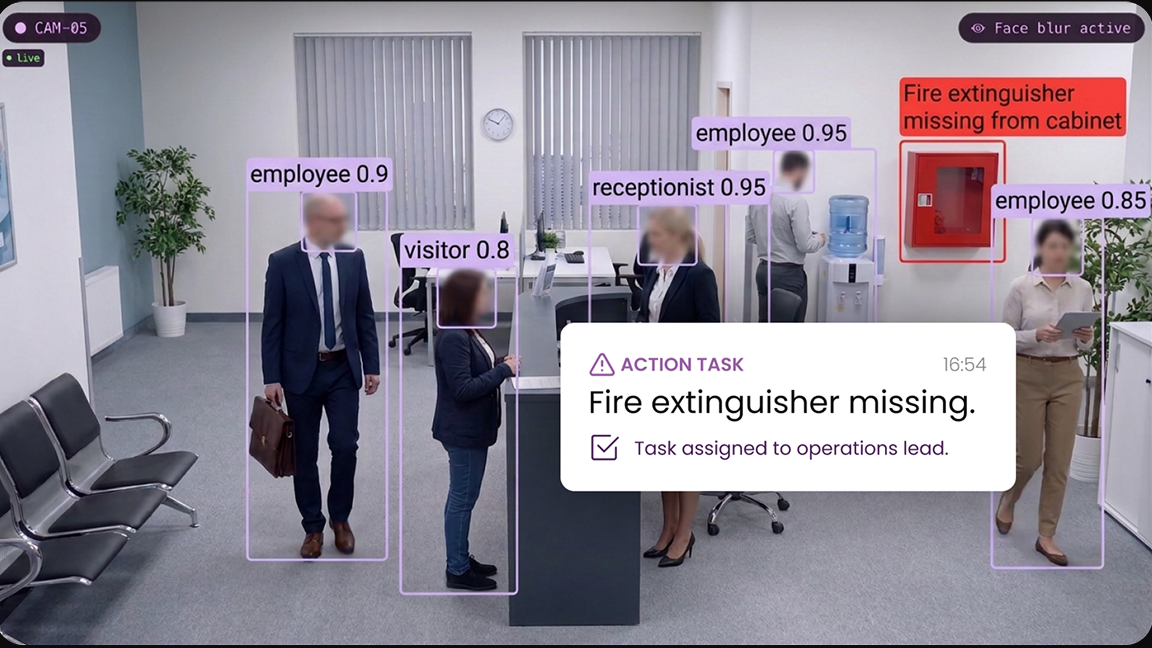 CAM-05
Face blur active
live
Fire extinguisher
missing from cabinet
employee 0.95
employee 0.9
receptionist 0.95
employee 0.85
visitor 0.8
ACTION TASK
16:54
Fire extinguisher missing.
Task assigned to operations lead.